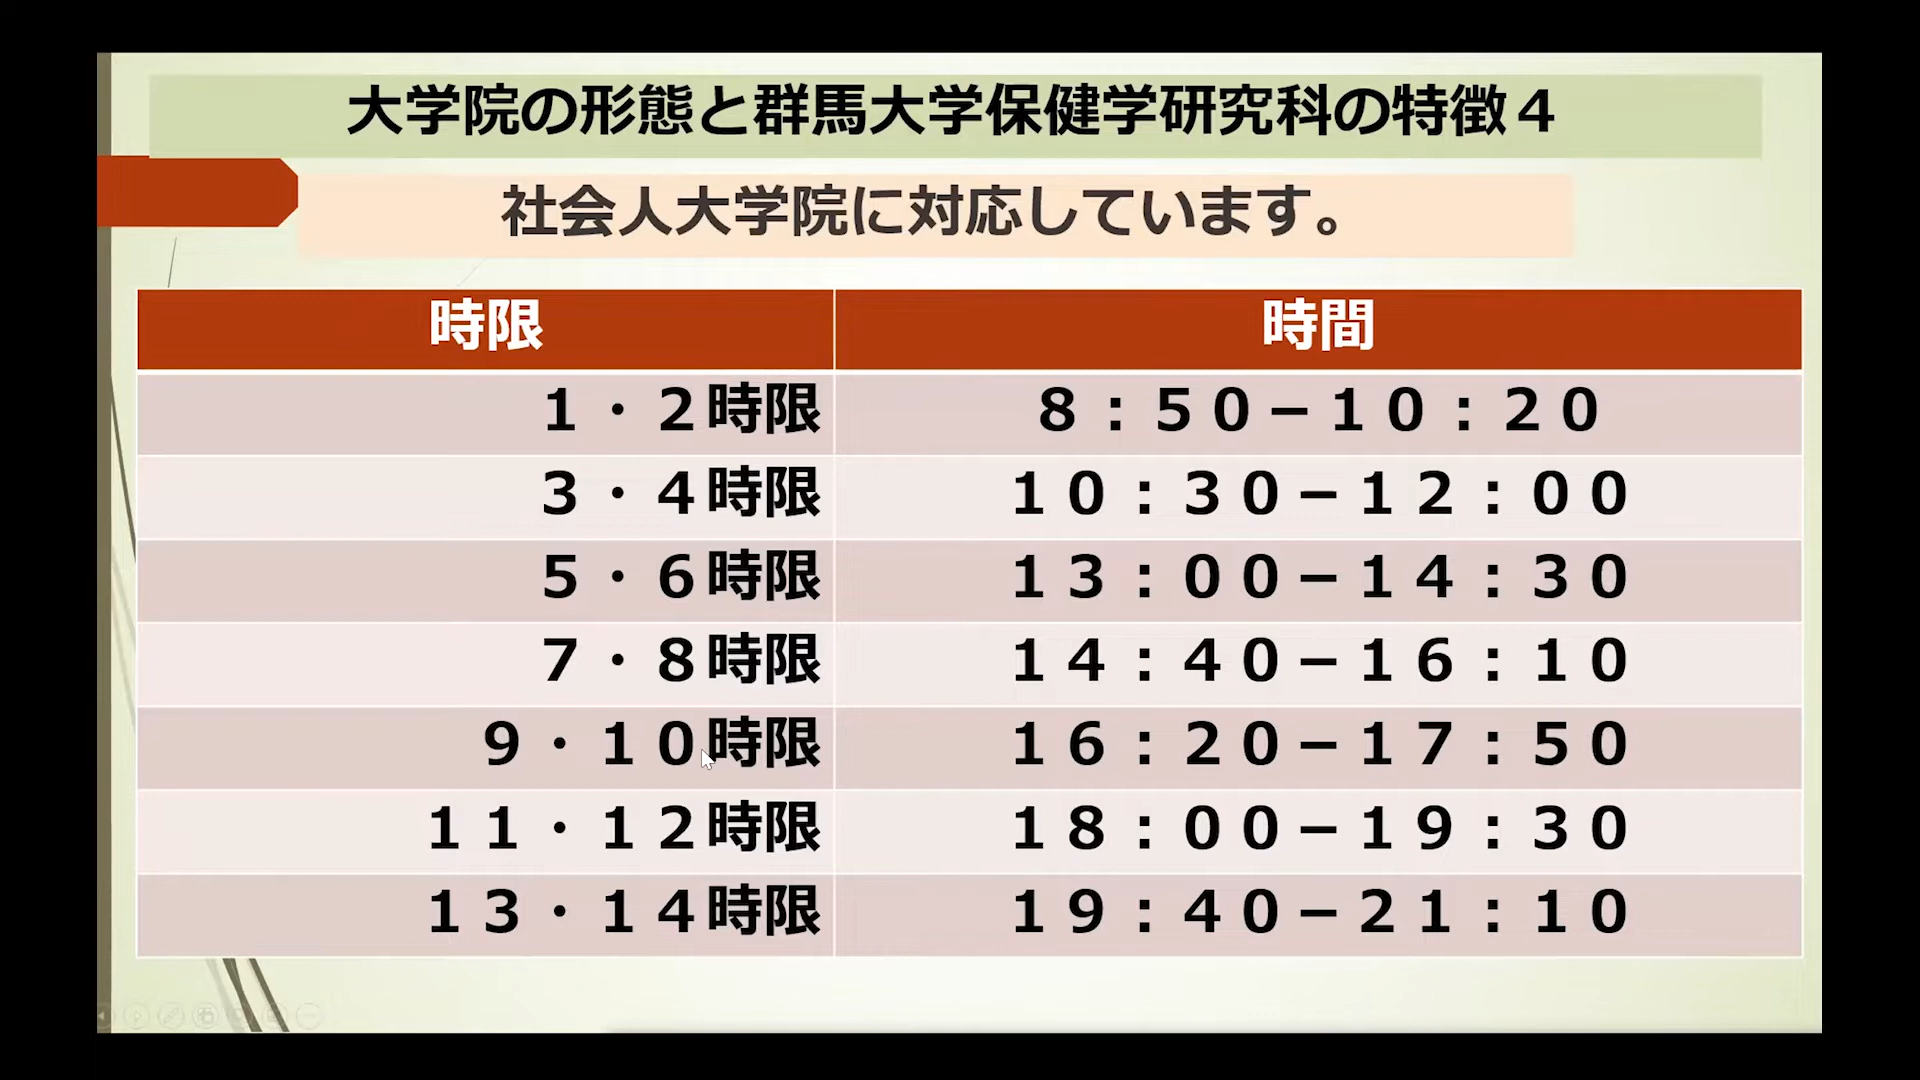 大学院の形態と群馬大学保健学研究科の特徴４
社会人大学院に対応しています。
時限 時間
１・２時限 ８：５０－１０：２０
３・４時限 １０：３０－１２：００
５・６時限 １３：００－１４：３０
７・８時限 １４：４０－１６：１０
９・１０時限 １６：２０－１７：５０
１１・１２時限 １８：００－１９：３０
１３・１４時限 １９：４０－２１：１０